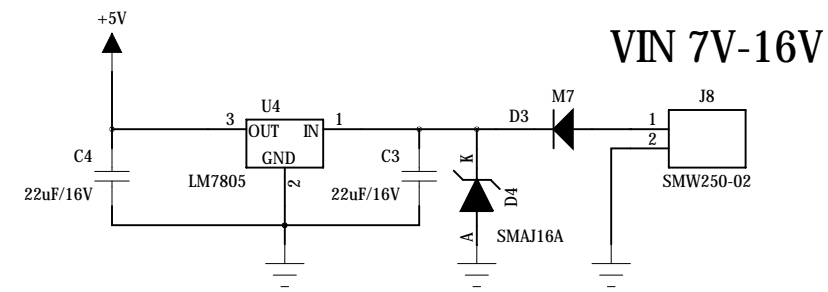 +5V
VIN 7V-16V
M7
J8
U4
D3
3
1
1
OUT
IN
2
C4
GND
C3
K
22uF/16V
LM7805
2
22uF/16V
D4
SMW250-02
A
SMAJ16A